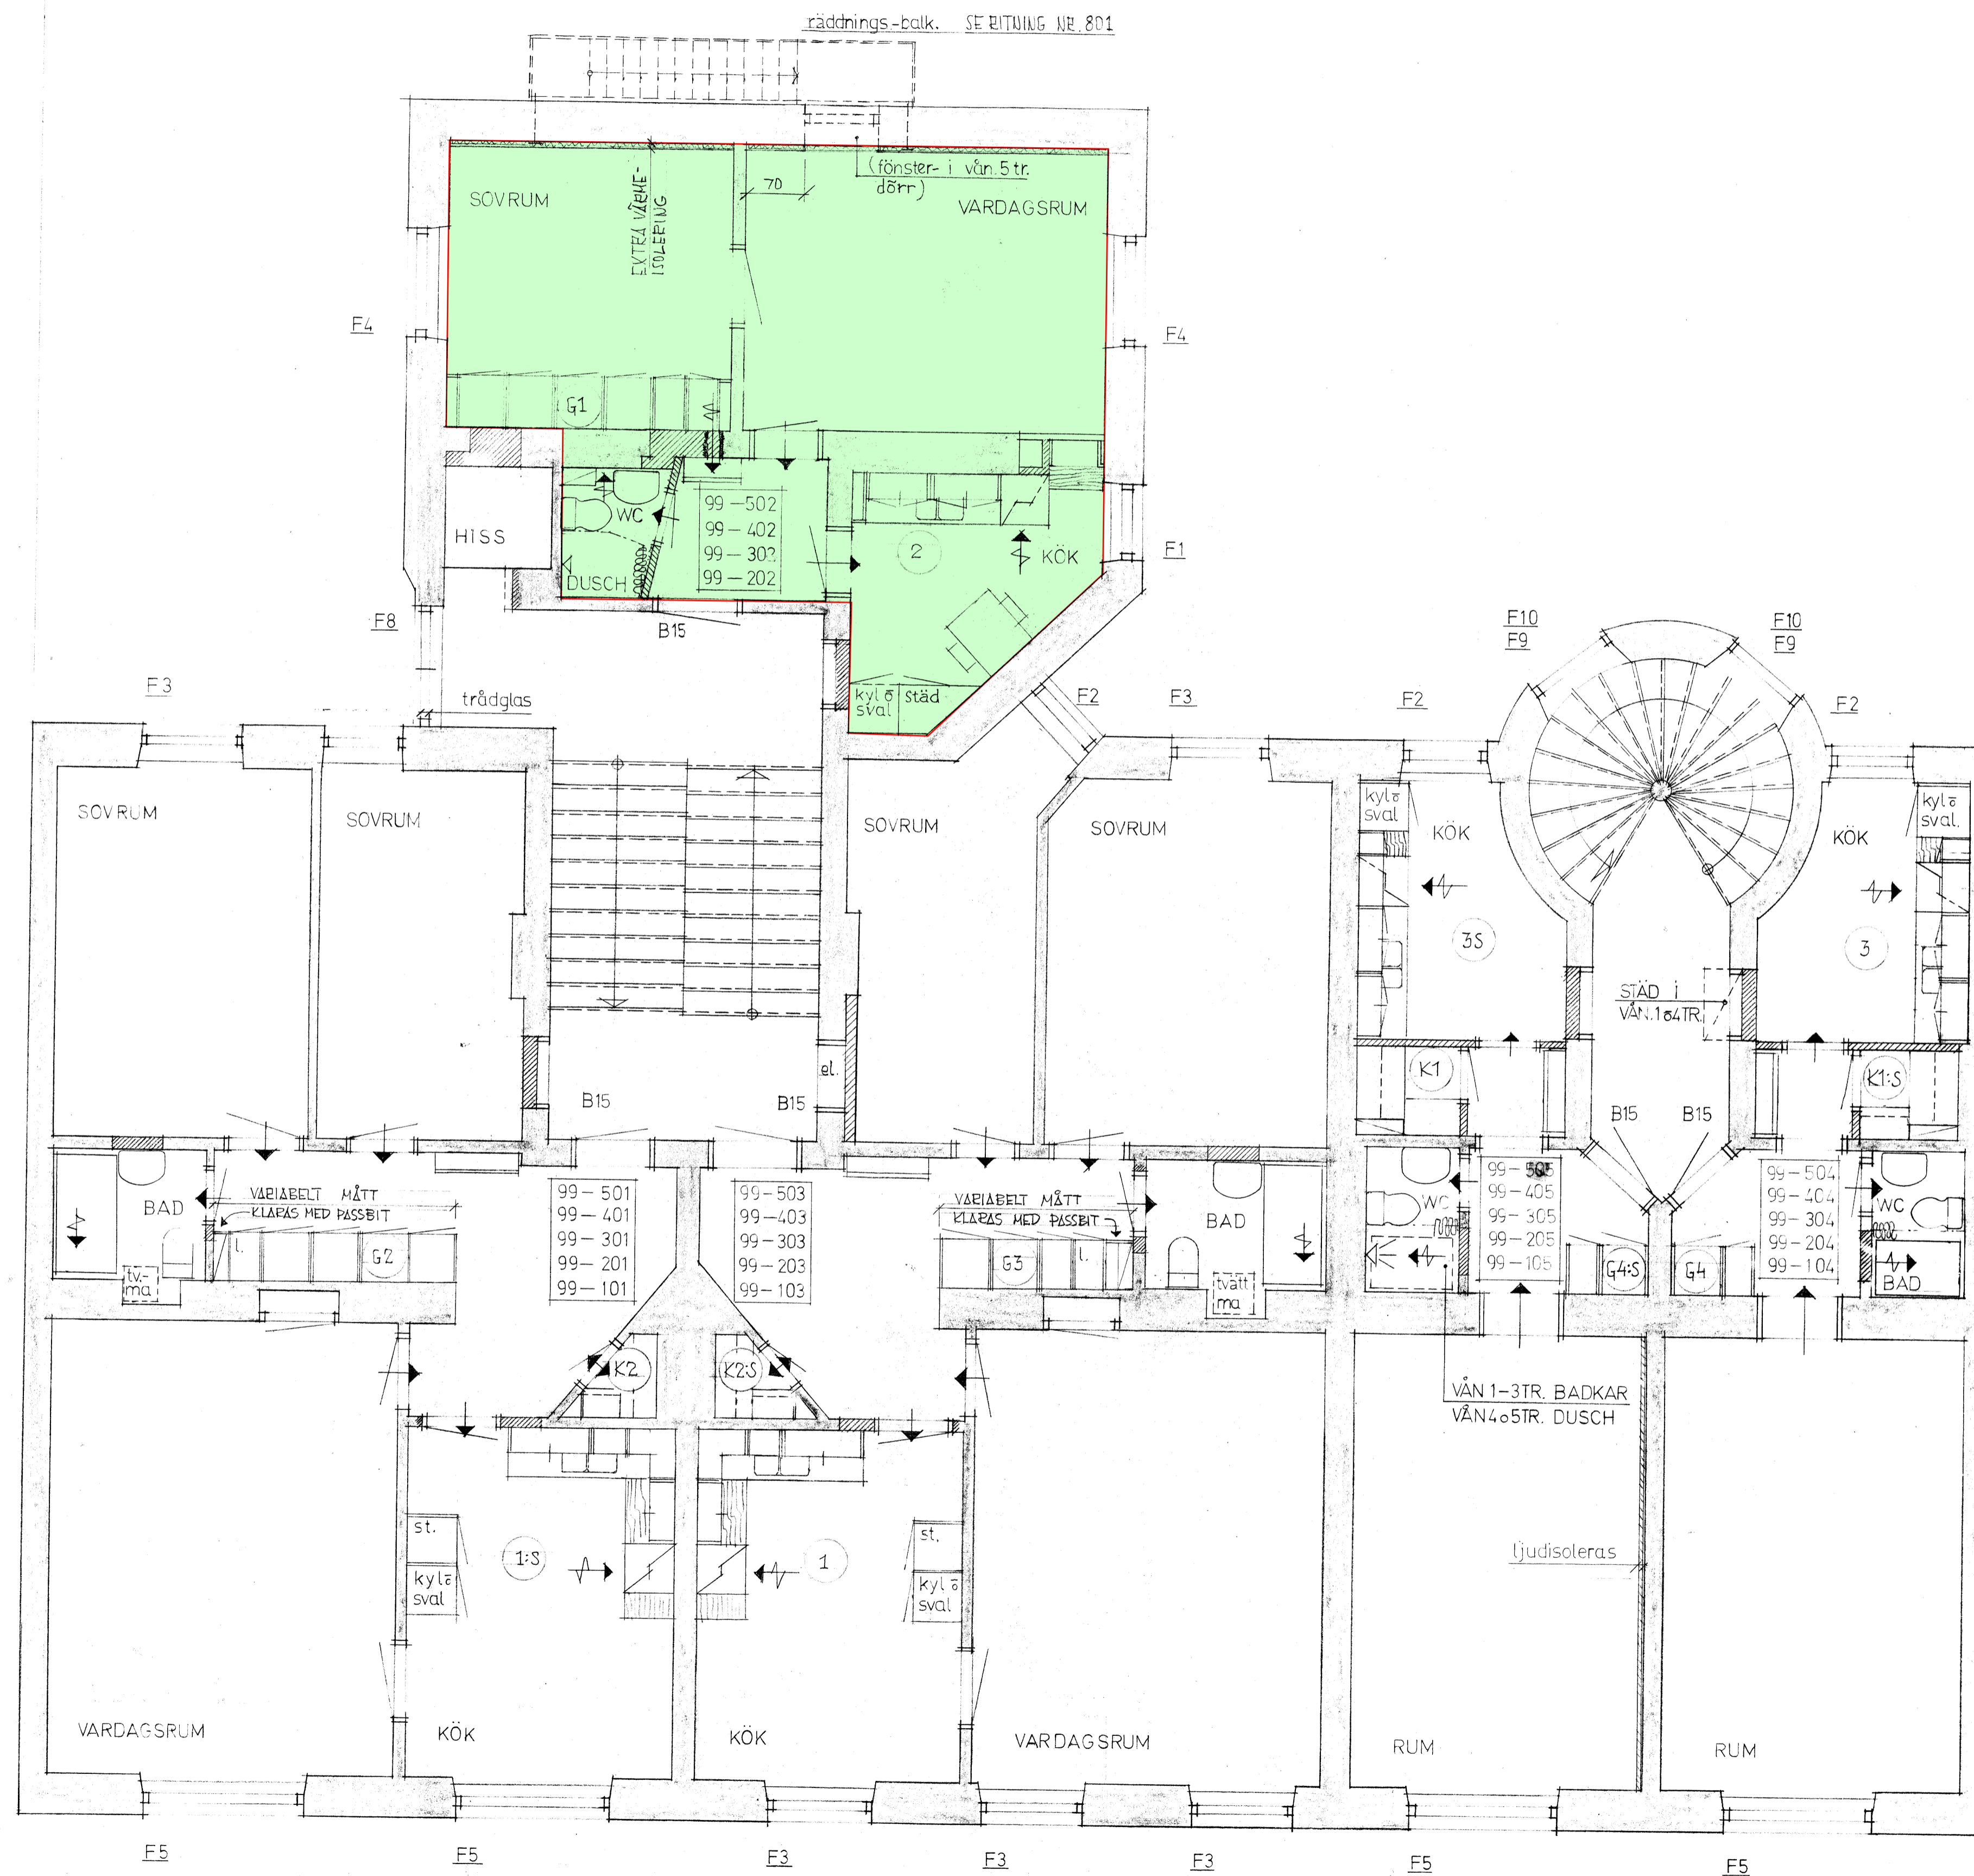 räddnings-balk. SE RITNING NR. 801
(fönster- i vån. 5 tr.
dörr)
70
SOVRUM
EXTRA VÄRME-
ISOLERING
VARDAGSRUM
F4
F4
G1
HISS
WC
DUSCH
99-502
99-402
99-302
99-202
2
KÖK
F1
F8
B15
kyl o
sval
städ
F2
F3
trådglas
F3
F2
F10
F9
F10
F9
F2
SOVRUM
SOVRUM
SOVRUM
SOVRUM
kyl o
sval
KÖK
3S
kyl o
sval.
KÖK
3
STÄD i
VÅN. 1 o 4 TR.
el.
B15
B15
K1
K1:S
B15
B15
BAD
VARIABELT MÅTT
KLARAS MED PASSBIT
l.
G2
tv.-
ma
99-501
99-401
99-301
99-201
99-101
99-503
99-403
99-303
99-203
99-103
VARIABELT MÅTT
KLARAS MED PASSBIT
G3
l.
BAD
tvätt
ma
WC
99-505
99-405
99-305
99-205
99-105
G4:S
G4
99-504
99-404
99-304
99-204
99-104
WC
BAD
K2
K2:S
VÅN 1-3TR. BADKAR
VÅN 4o5TR. DUSCH
st.
kyl o
sval
1:S
1
st.
kyl o
sval
ljudisoleras
VARDAGSRUM
KÖK
KÖK
VARDAGSRUM
RUM
RUM
F5
F5
F3
F3
F3
F5
F5